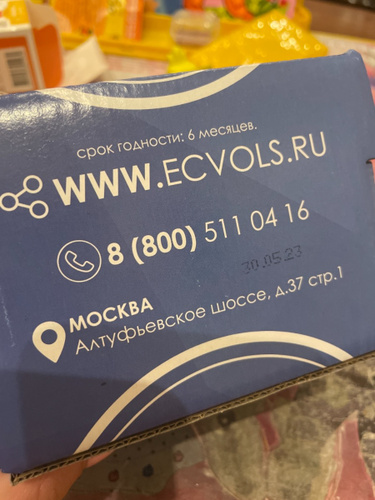 срок годности: 6 месяцев.
WWW.ECVOLS.RU
8 (800) 511 04 16
30.05.23
МОСКВА
Алтуфьевское шоссе, д.37 стр.1